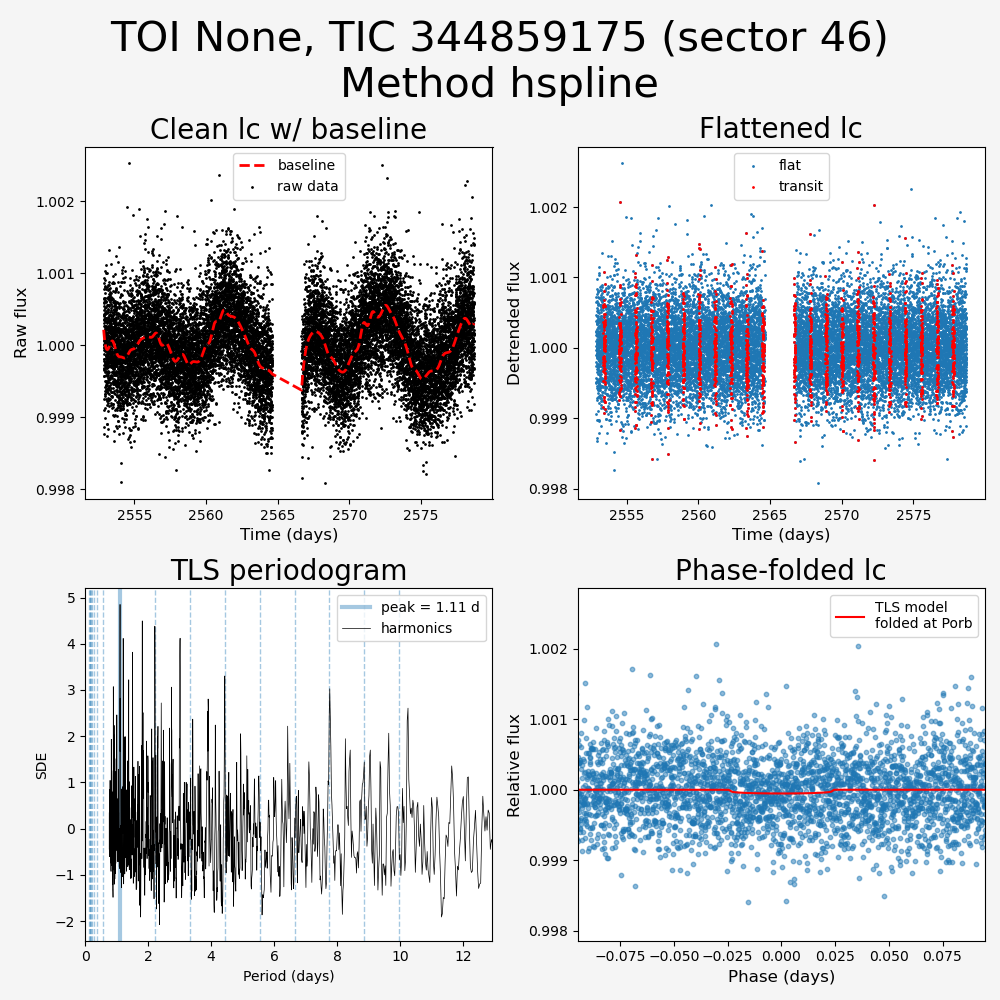 TOI None, TIC 344859175 (sector 46)
Method hspline
Clean lc w/ baseline
baseline
raw data
Raw flux
1.002
1.001
1.000
0.999
0.998
2555 2560 2565 2570 2575
Time (days)
Flattened lc
flat
transit
Detrended flux
1.002
1.001
1.000
0.999
0.998
2555 2560 2565 2570 2575
Time (days)
TLS periodogram
peak = 1.11 d
harmonics
SDE
5
4
3
2
1
0
−1
−2
0 2 4 6 8 10 12
Period (days)
Phase-folded lc
TLS model
folded at Porb
Relative flux
1.002
1.001
1.000
0.999
0.998
−0.075 −0.050 −0.025 0.000 0.025 0.050 0.075
Phase (days)